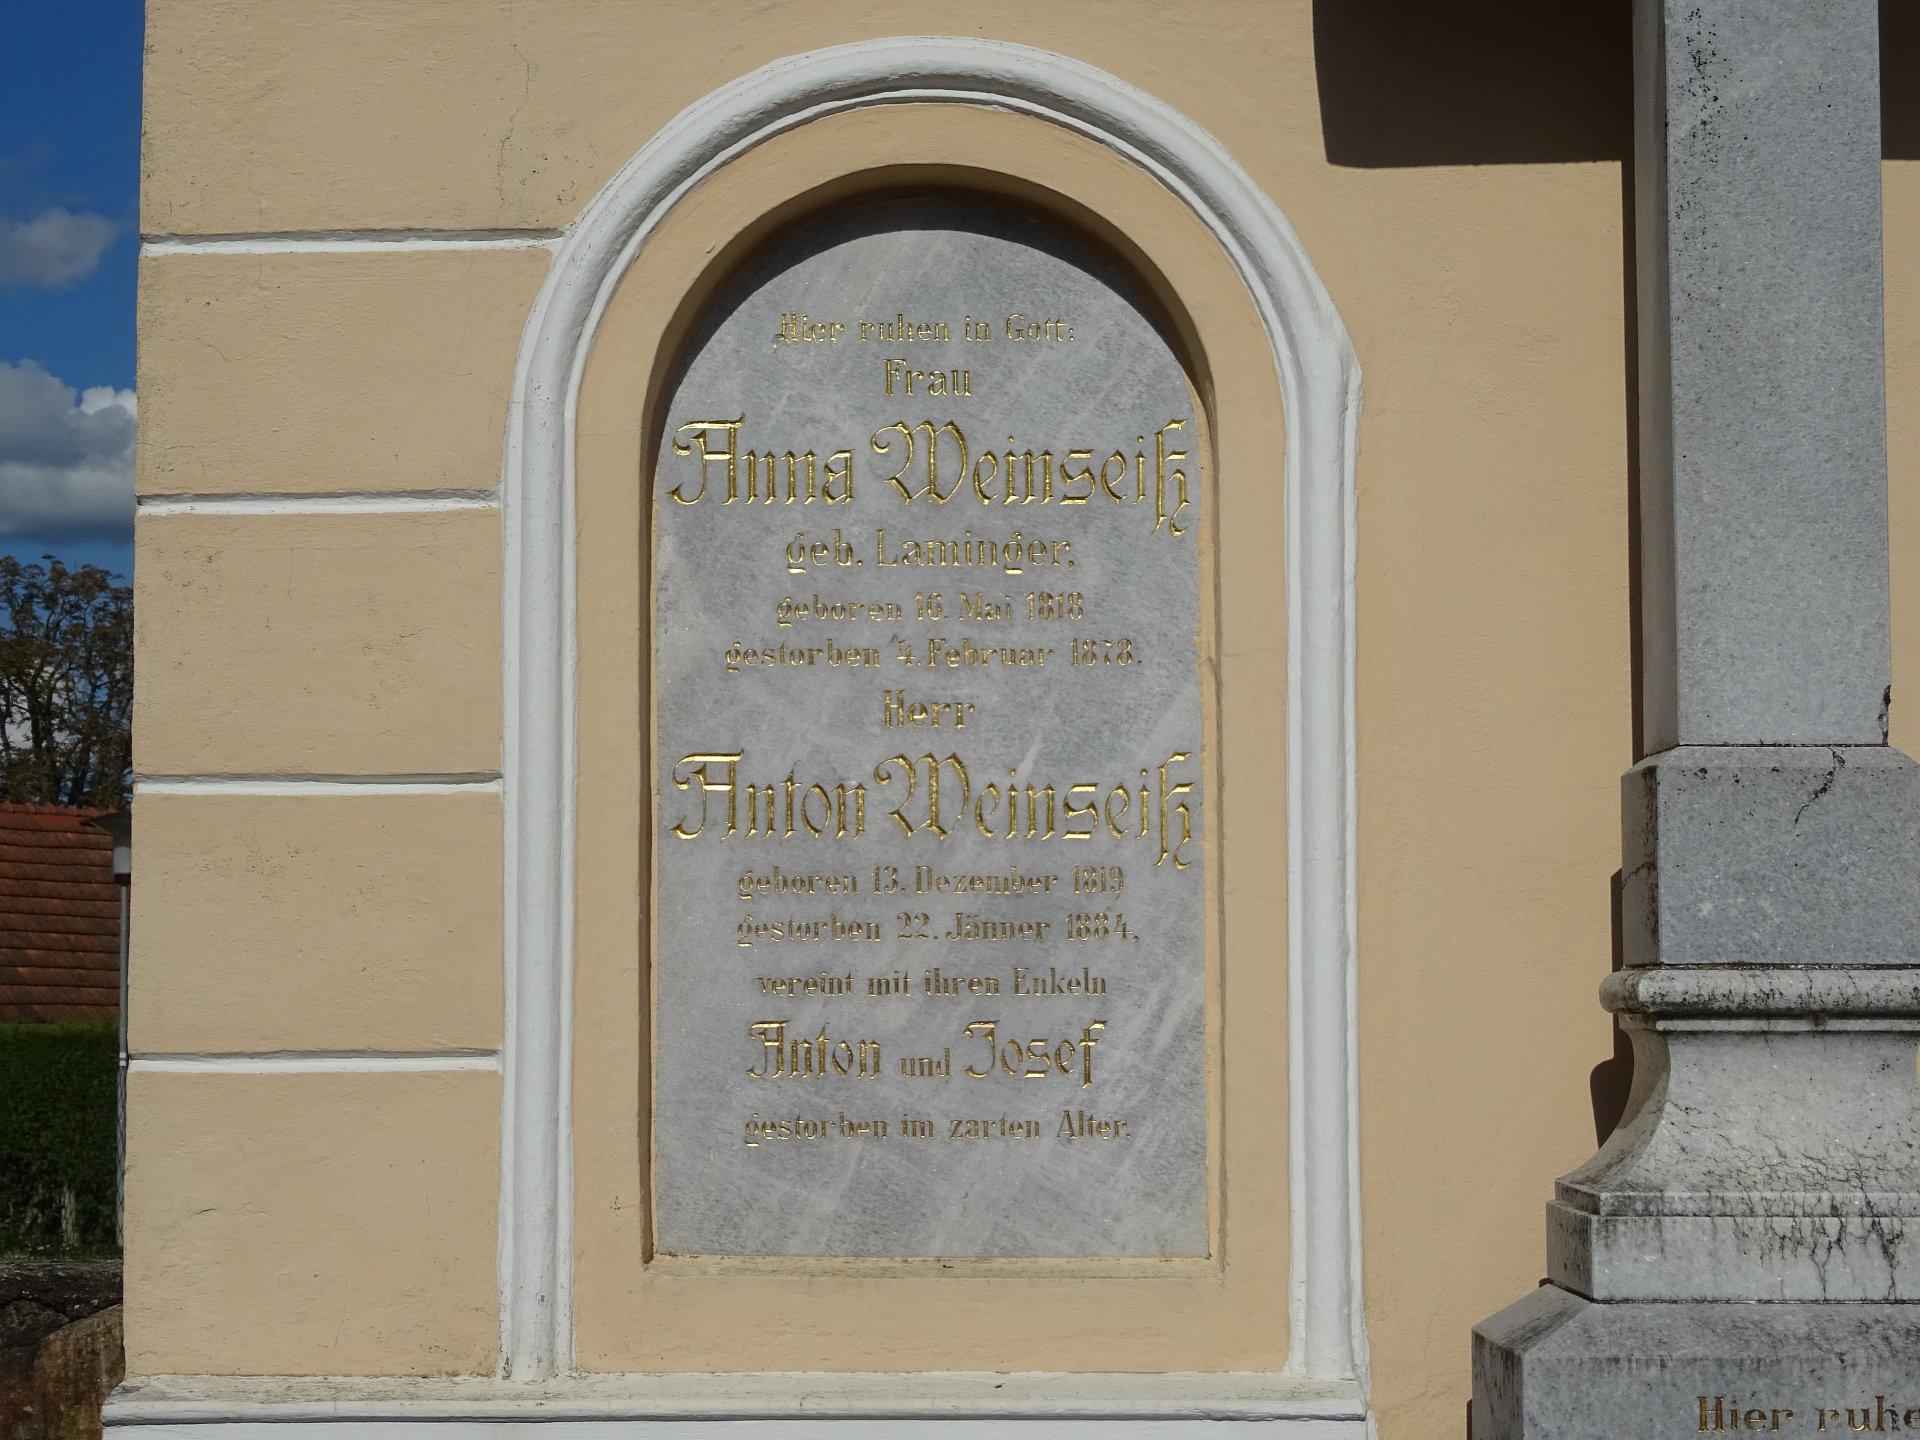 Hier ruhen in Gott:
Frau
Anna Weinseiß
geb. Laminger,
geboren 16. Mai 1818
gestorben 4. Februar 1878.
Herr
Anton Weinseiß
geboren 13. Dezember 1819
gestorben 22. Jänner 1884,
vereint mit ihren Enkeln
Anton und Josef
gestorben im zarten Alter.
Hier ruhe